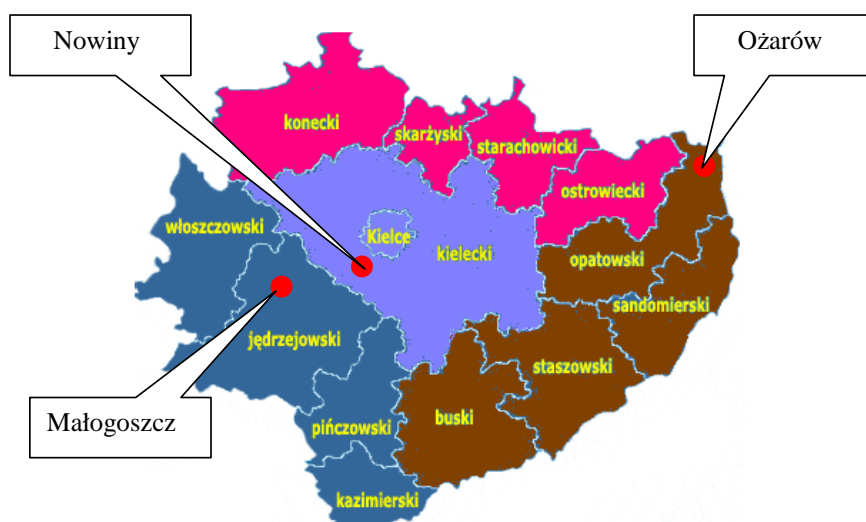 Nowiny
Ożarów
konecki
skarżyski
starachowicki
ostrowiecki
włoszczowski
Kielce
kielecki
opatowski
sandomierski
jędrzejowski
staszowski
Małogoszcz
pińczowski
buski
kazimierski